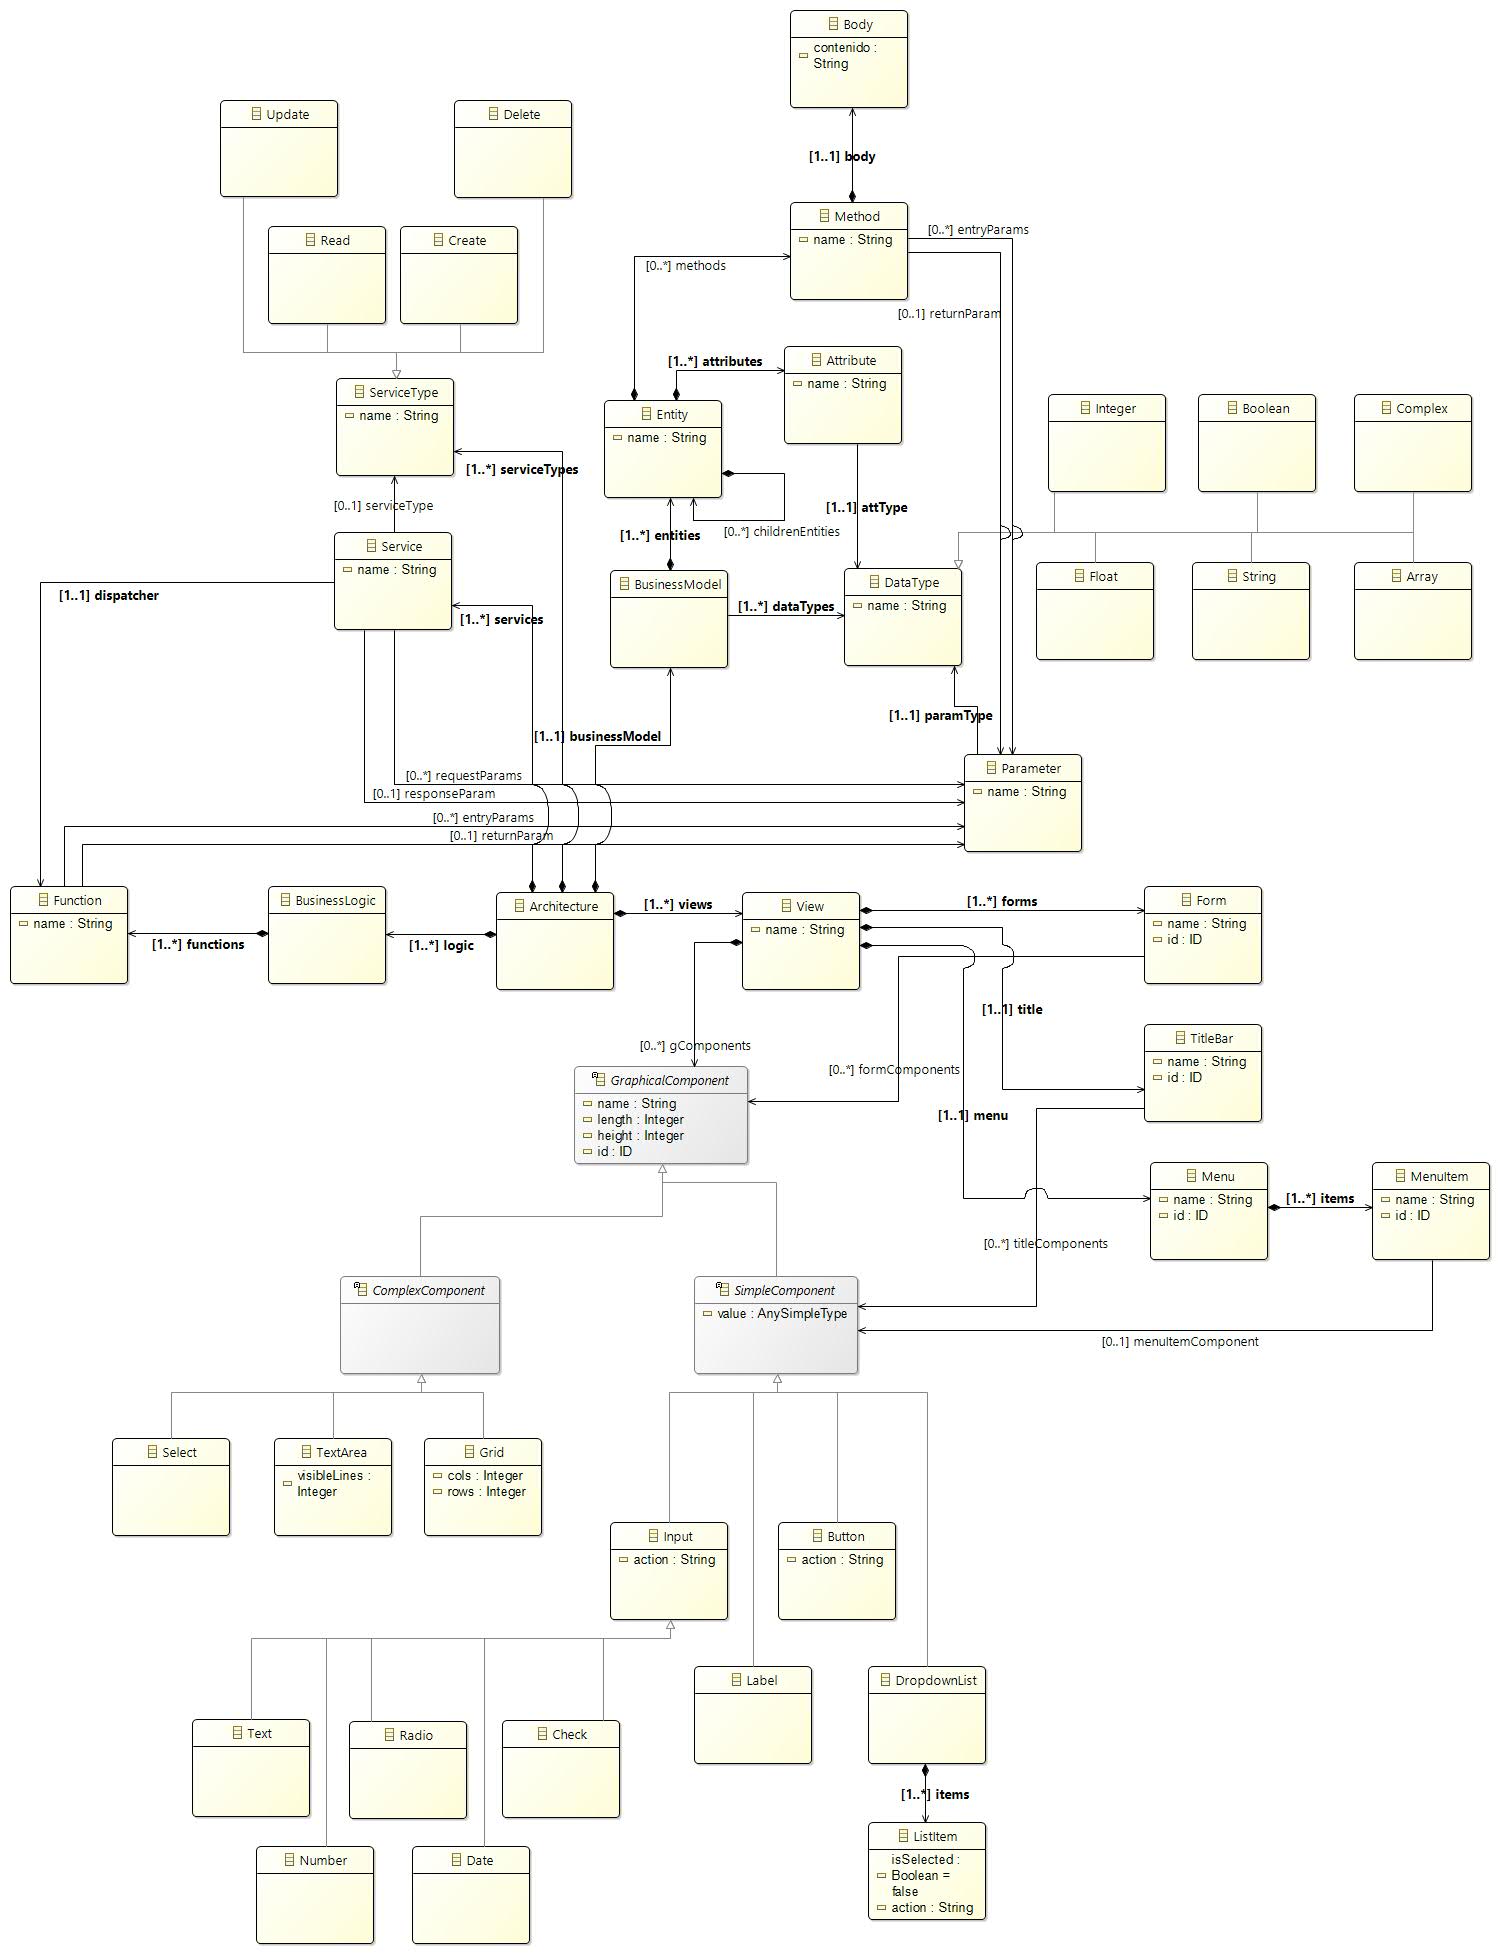 Body
contenido :
String
Update
Delete
[1..1] body
Method
name : String
[0..*] entryParams
Read
Create
[0..*] methods
[0..1] returnParam
Attribute
name : String
[1..*] attributes
ServiceType
name : String
Entity
name : String
Integer
Boolean
Complex
[1..*] serviceTypes
[0..1] serviceType
[1..1] attType
[1..*] entities
[0..*] childrenEntities
Service
name : String
BusinessModel
DataType
name : String
Float
String
Array
[1..1] dispatcher
[1..*] services
[1..*] dataTypes
[1..1] paramType
[1..1] businessModel
Parameter
name : String
[0..*] requestParams
[0..1] responseParam
[0..*] entryParams
[0..1] returnParam
Function
name : String
BusinessLogic
Architecture
[1..*] views
View
name : String
[1..*] forms
Form
name : String
id : ID
[1..*] functions
[1..*] logic
[1..1] title
TitleBar
name : String
id : ID
[0..*] gComponents
[0..*] formComponents
GraphicalComponent
name : String
length : Integer
height : Integer
id : ID
[1..1] menu
Menu
name : String
id : ID
[1..*] items
MenuItem
name : String
id : ID
[0..*] titleComponents
ComplexComponent
SimpleComponent
value : AnySimpleType
[0..1] menuItemComponent
Select
TextArea
visibleLines :
Integer
Grid
cols : Integer
rows : Integer
Input
action : String
Button
action : String
Label
DropdownList
Text
Radio
Check
[1..*] items
Number
Date
ListItem
isSelected :
Boolean =
false
action : String